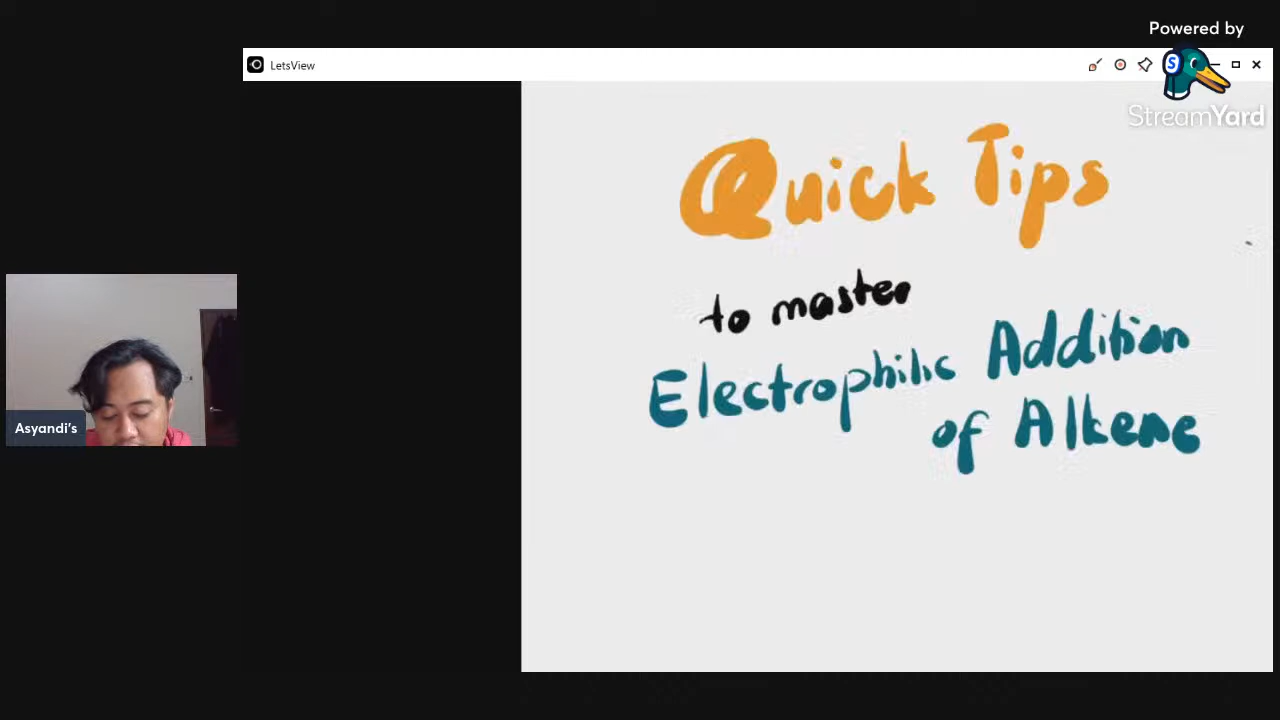 Powered by
StreamYard
LetsView
Quick Tips
to master
Electrophilic Addition
of Alkene
Asyandi's
S